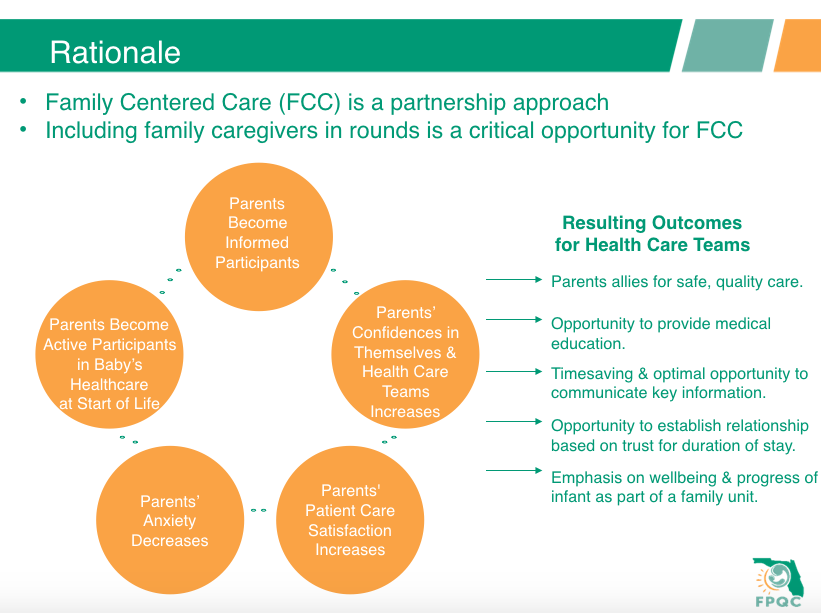 Rationale
• Family Centered Care (FCC) is a partnership approach
• Including family caregivers in rounds is a critical opportunity for FCC
Parents
Become
Informed
Participants
Parents’
Confidences in
Themselves &
Health Care
Teams
Increases
Parents'
Patient Care
Satisfaction
Increases
Parents’
Anxiety
Decreases
Parents Become
Active Participants
in Baby’s
Healthcare
at Start of Life
Resulting Outcomes
for Health Care Teams
Parents allies for safe, quality care.
Opportunity to provide medical
education.
Timesaving & optimal opportunity to
communicate key information.
Opportunity to establish relationship
based on trust for duration of stay.
Emphasis on wellbeing & progress of
infant as part of a family unit.
FPQC